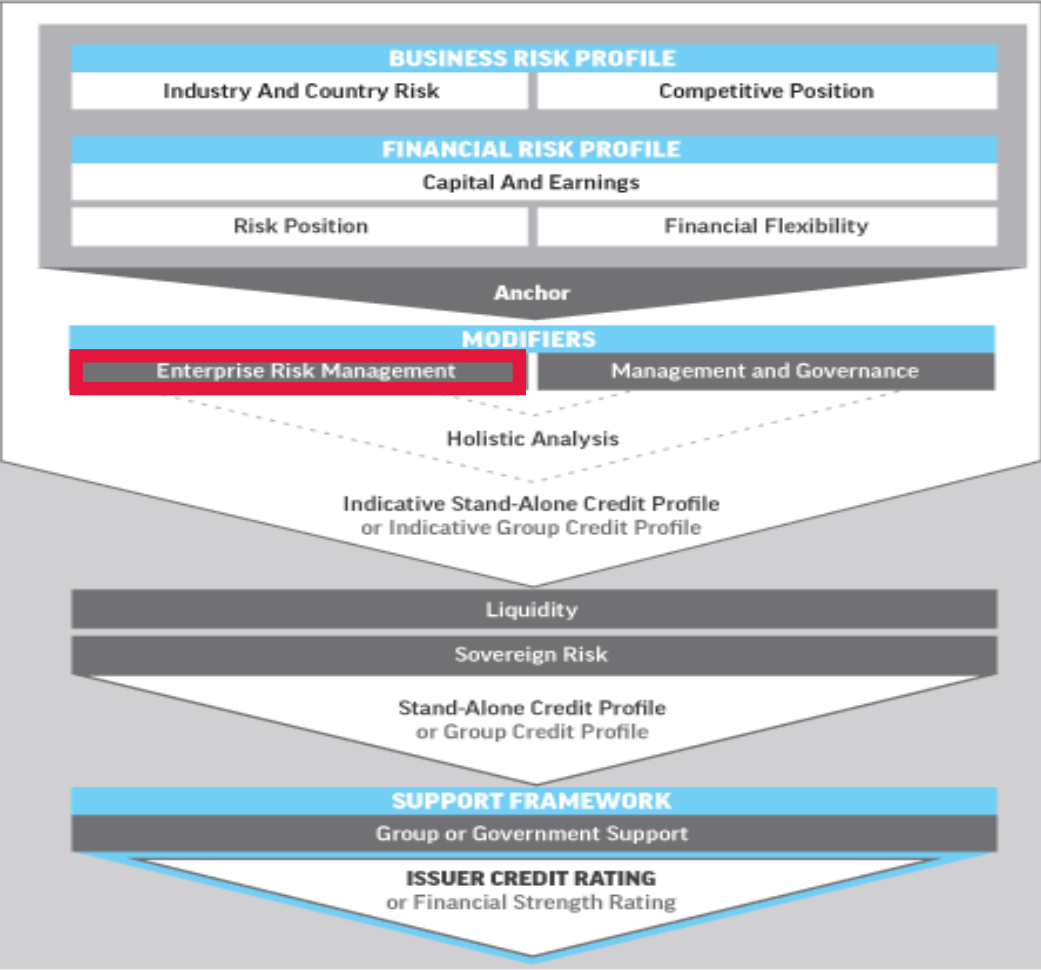 BUSINESS RISK PROFILE
Industry And Country Risk
Competitive Position
FINANCIAL RISK PROFILE
Capital And Earnings
Risk Position
Financial Flexibility
Anchor
MODIFIERS
Enterprise Risk Management
Management and Governance
Holistic Analysis
Indicative Stand-Alone Credit Profile
or Indicative Group Credit Profile
Liquidity
Sovereign Risk
Stand-Alone Credit Profile
or Group Credit Profile
SUPPORT FRAMEWORK
Group or Government Support
ISSUER CREDIT RATING
or Financial Strength Rating